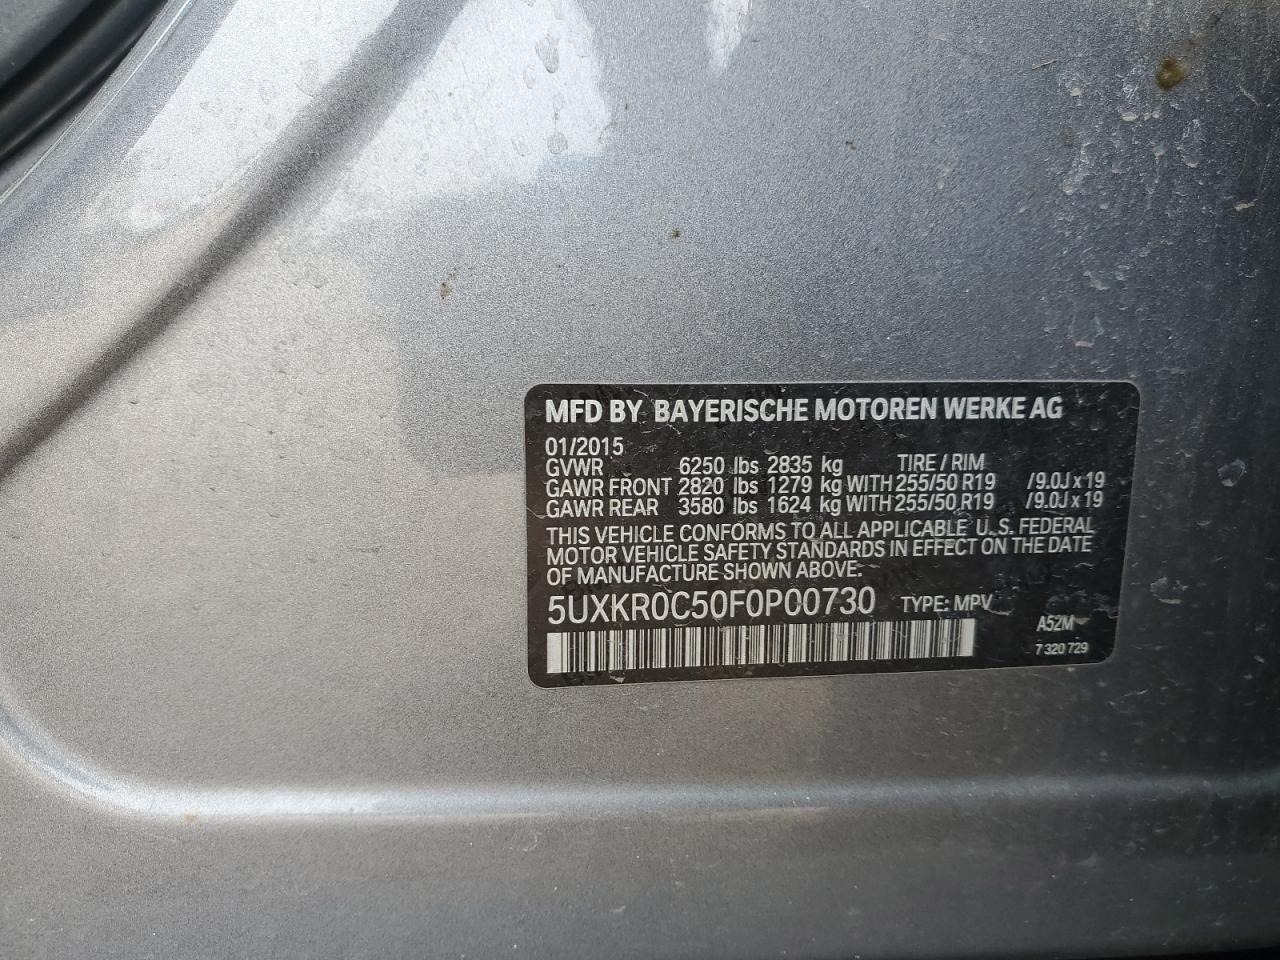 MFD BY BAYERISCHE MOTOREN WERKE AG
01/2015
GVWR 6250 lbs 2835 kg TIRE / RIM
GAWR FRONT 2820 lbs 1279 kg WITH 255/50 R19 /9.0J x 19
GAWR REAR 3580 lbs 1624 kg WITH 255/50 R19 /9.0J x 19
THIS VEHICLE CONFORMS TO ALL APPLICABLE U.S. FEDERAL
MOTOR VEHICLE SAFETY STANDARDS IN EFFECT ON THE DATE
OF MANUFACTURE SHOWN ABOVE.
5UXKR0C50F0P00730 TYPE: MPV
A52M
7 320 729